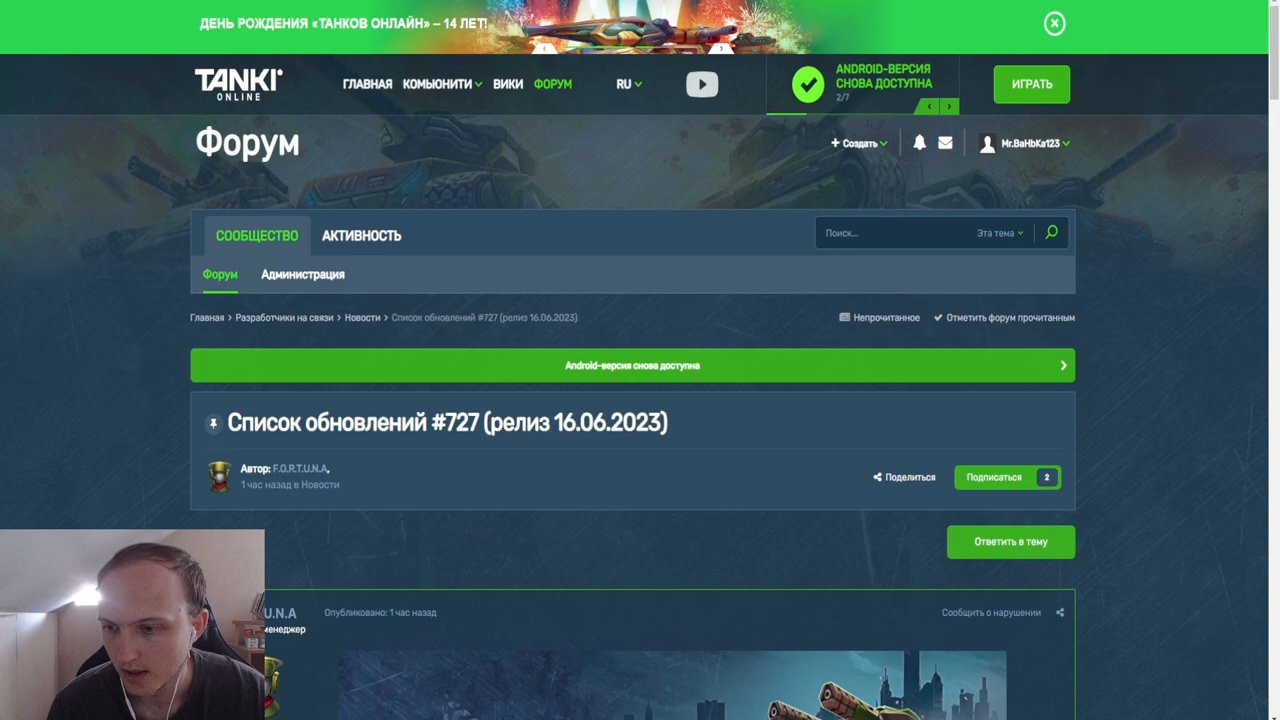 ДЕНЬ РОЖДЕНИЯ «ТАНКОВ ОНЛАЙН» – 14 ЛЕТ!
TANKI
ONLINE
ГЛАВНАЯ КОМЬЮНИТИ ВИКИ ФОРУМ RU
ANDROID-ВЕРСИЯ
СНОВА ДОСТУПНА
2/7
ИГРАТЬ
Форум
+ Создать
Mr.BaHbKa123
СООБЩЕСТВО АКТИВНОСТЬ
Поиск... Эта тема
Форум Администрация
Главная > Разработчики на связи > Новости > Список обновлений #727 (релиз 16.06.2023)
Непрочитанное Отметить форум прочитанным
Android-версия снова доступна
Список обновлений #727 (релиз 16.06.2023)
Автор: F.O.R.T.U.N.A,
1 час назад в Новости
Поделиться Подписаться 2
Ответить в тему
U.N.A
менеджер
Опубликовано: 1 час назад
Сообщить о нарушении